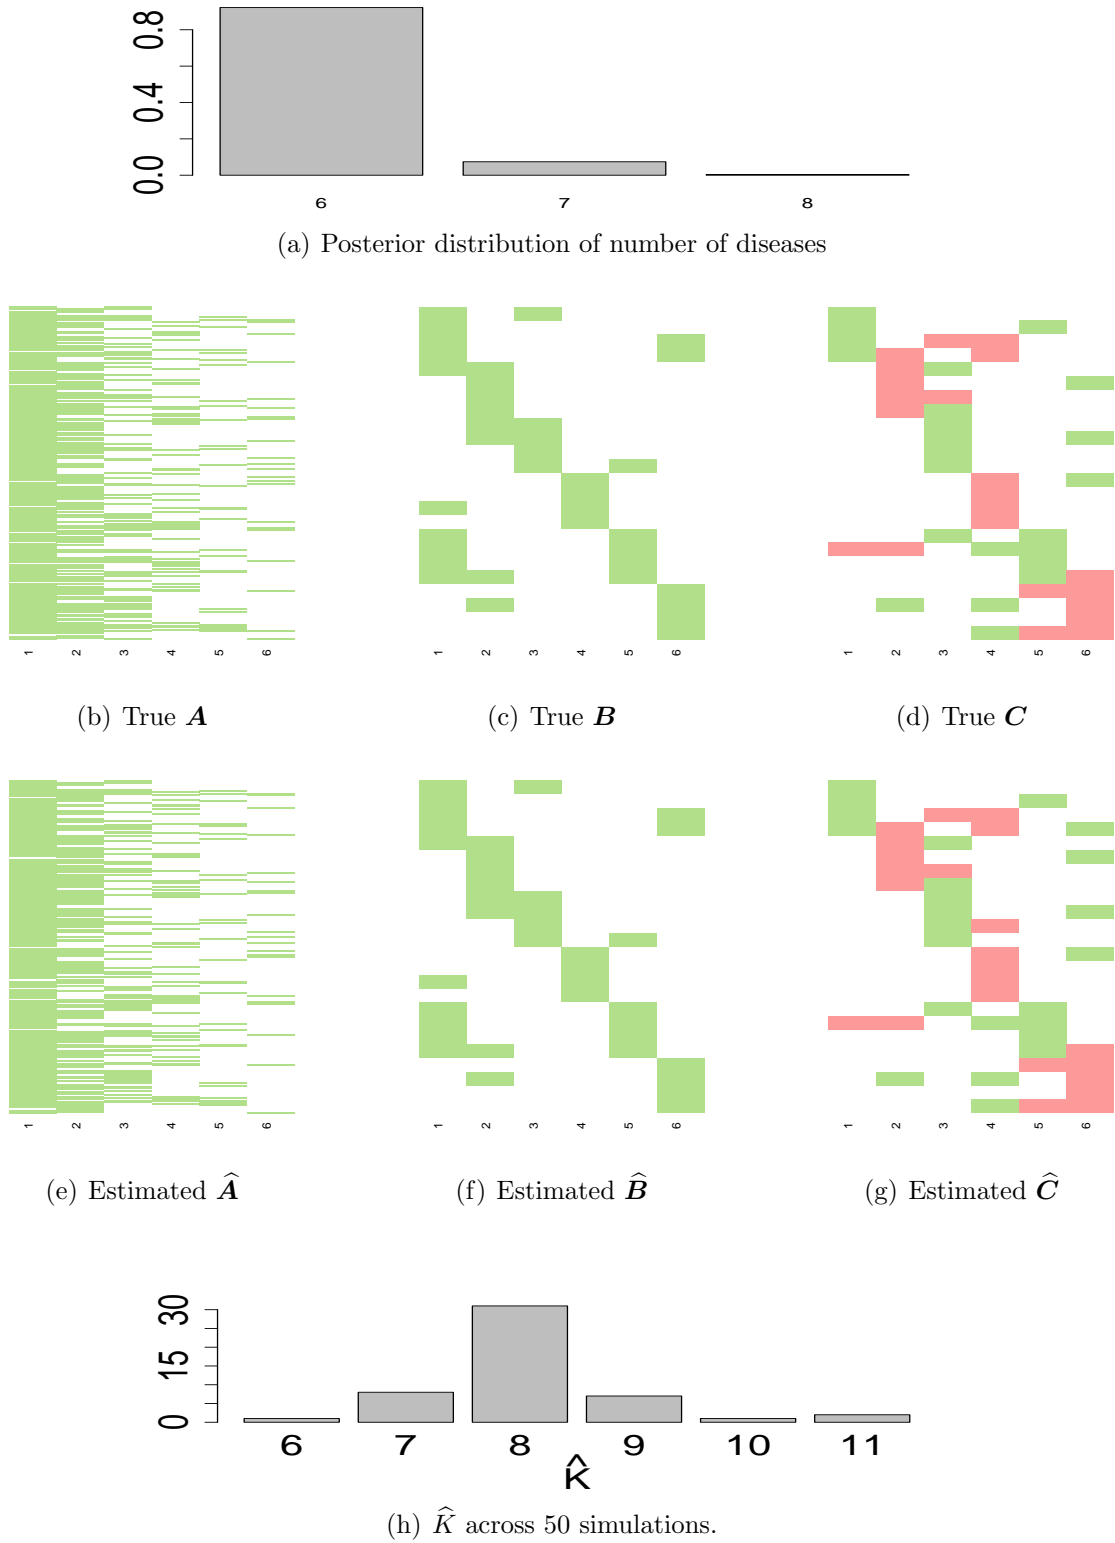 0.0 0.4 0.8
6 7 8
(a) Posterior distribution of number of diseases
1 2 3 4 5 6
1 2 3 4 5 6
1 2 3 4 5 6
(b) True A
(c) True B
(d) True C
1 2 3 4 5 6
1 2 3 4 5 6
1 2 3 4 5 6
(e) Estimated Â
(f) Estimated B̂
(g) Estimated Ĉ
0 15 30
6 7 8 9 10 11
K̂
(h) K̂ across 50 simulations.